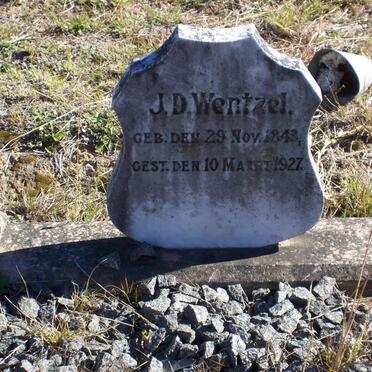 J.D. Wentzel.
GEB. DEN 29 NOV. 1848,
GEST. DEN 10 MAART 1927.